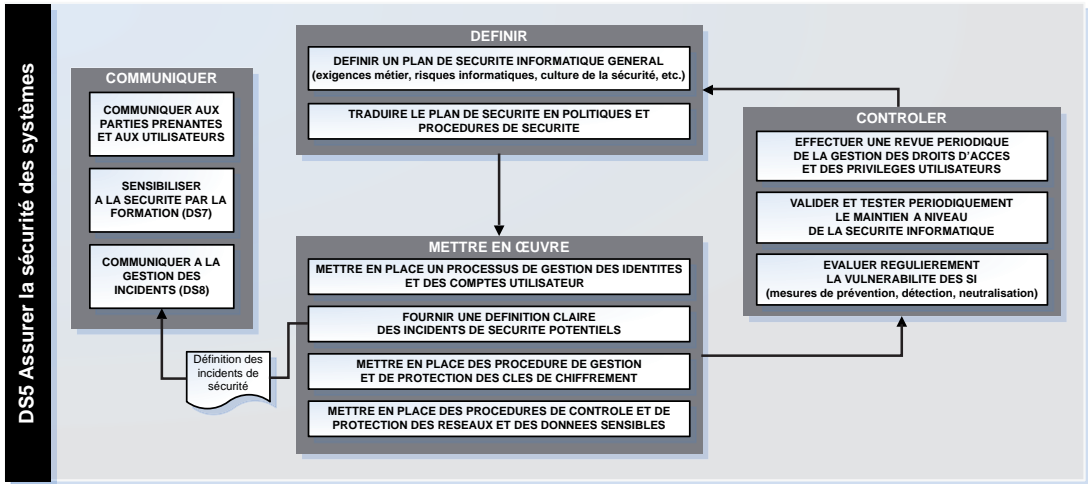 DS5 Assurer la sécurité des systèmes
COMMUNIQUER
COMMUNIQUER AUX
PARTIES PRENANTES
ET AUX UTILISATEURS
SENSIBILISER
A LA SECURITE PAR LA
FORMATION (DS7)
COMMUNIQUER A LA
GESTION DES
INCIDENTS (DS8)
Définition des
incidents de
sécurité
DEFINIR
DEFINIR UN PLAN DE SECURITE INFORMATIQUE GENERAL
(exigences métier, risques informatiques, culture de la sécurité, etc.)
TRADUIRE LE PLAN DE SECURITE EN POLITIQUES ET
PROCEDURES DE SECURITE
METTRE EN ŒUVRE
METTRE EN PLACE UN PROCESSUS DE GESTION DES IDENTITES
ET DES COMPTES UTILISATEUR
FOURNIR UNE DEFINITION CLAIRE
DES INCIDENTS DE SECURITE POTENTIELS
METTRE EN PLACE DES PROCEDURE DE GESTION
ET DE PROTECTION DES CLES DE CHIFFREMENT
METTRE EN PLACE DES PROCEDURES DE CONTROLE ET DE
PROTECTION DES RESEAUX ET DES DONNEES SENSIBLES
CONTROLER
EFFECTUER UNE REVUE PERIODIQUE
DE LA GESTION DES DROITS D'ACCES
ET DES PRIVILEGES UTILISATEURS
VALIDER ET TESTER PERIODIQUEMENT
LE MAINTIEN A NIVEAU
DE LA SECURITE INFORMATIQUE
EVALUER REGULIEREMENT
LA VULNERABILITE DES SI
(mesures de prévention, détection, neutralisation)